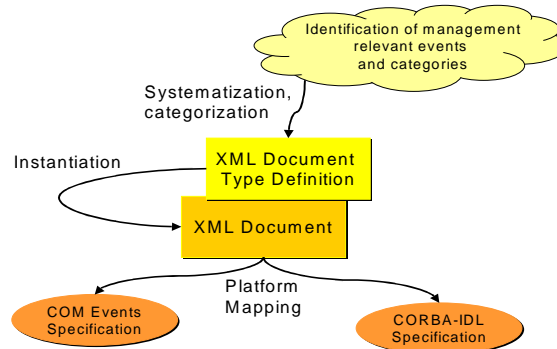 Identification of management
relevant events
and categories
Systematization,
categorization
Instantiation
XML Document
Type Definition
XML Document
Platform
Mapping
COM Events
Specification
CORBA-IDL
Specification